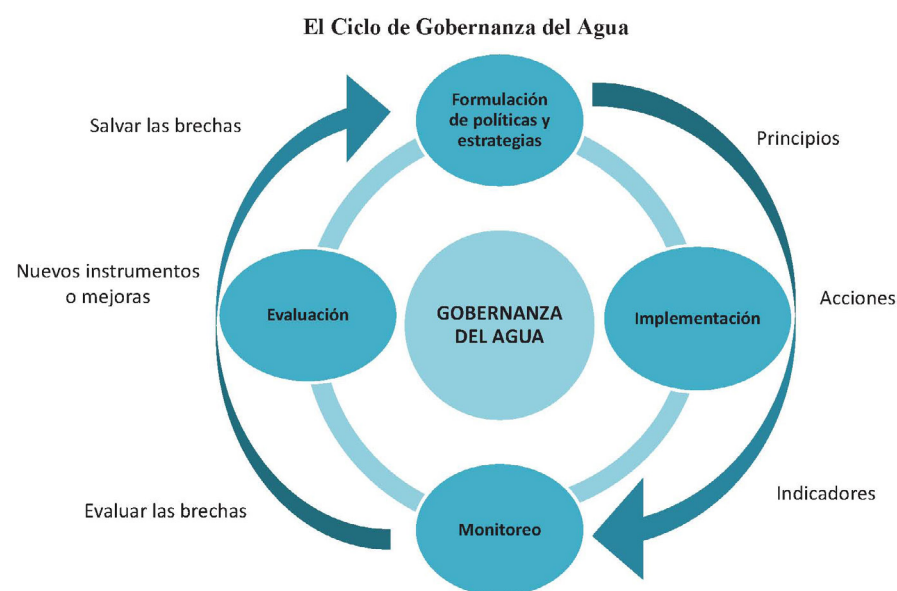 El Ciclo de Gobernanza del Agua
Formulación
de políticas y
estrategias
Salvar las brechas
Principios
Nuevos instrumentos
o mejoras
Evaluación
GOBERNANZA
DEL AGUA
Implementación
Acciones
Evaluar las brechas
Monitoreo
Indicadores